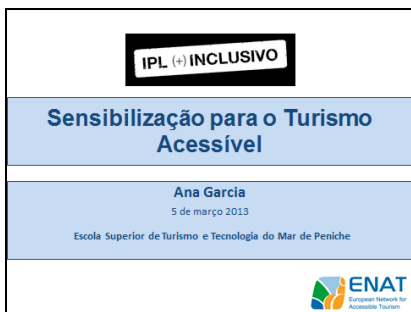 IPL (+) INCLUSIVO
Sensibilização para o Turismo
Acessível
Ana Garcia
5 de março 2013
Escola Superior de Turismo e Tecnologia do Mar de Peniche
ENAT
European Network for
Accessible Tourism